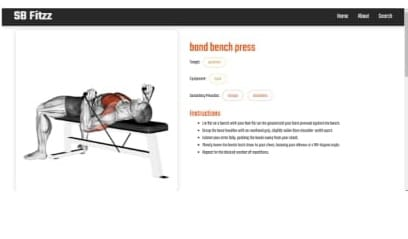 SB Fitzz
Home About Search
band bench press
Target: pectorals
Equipment: band
Secondary Muscles: triceps shoulders
Instructions
Lie flat on a bench with your feet flat on the ground and your back pressed against the bench.
Grasp the band handles with an overhand grip, slightly wider than shoulder-width apart.
Extend your arms fully, pushing the bands away from your chest.
Slowly lower the bands back down to your chest, keeping your elbows at a 90-degree angle.
Repeat for the desired number of repetitions.